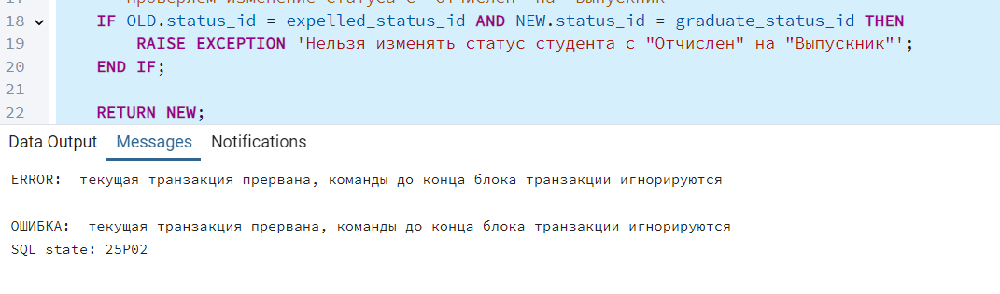 18 IF OLD.status_id = expelled_status_id AND NEW.status_id = graduate_status_id THEN
19 RAISE EXCEPTION 'Нельзя изменять статус студента с "Отчислен" на "Выпускник"';
20 END IF;
21
22 RETURN NEW;
Data Output Messages Notifications
ERROR: текущая транзакция прервана, команды до конца блока транзакции игнорируются
ОШИБКА: текущая транзакция прервана, команды до конца блока транзакции игнорируются
SQL state: 25P02